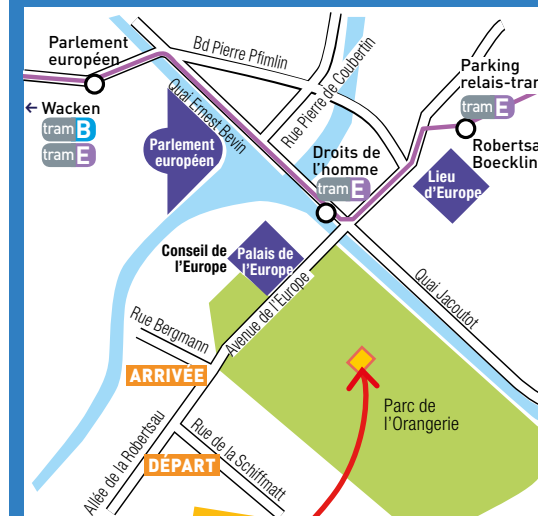 Parlement
européen
Bd Pierre Pfimlin
Rue Pierre de Coubertin
Parking
relais-tram
tram E
← Wacken
tram B
tram E
Quai Ernest Bevin
Parlement
européen
Droits de
l'homme
tram E
Robertsa
Boecklin
Lieu
d'Europe
Conseil de
l'Europe
Palais de
l'Europe
Avenue de l'Europe
Quai Jacoutot
Rue Bergmann
ARRIVÉE
Parc de
l'Orangerie
Allée de la Robertsau
Rue de la Schiffmatt
DÉPART